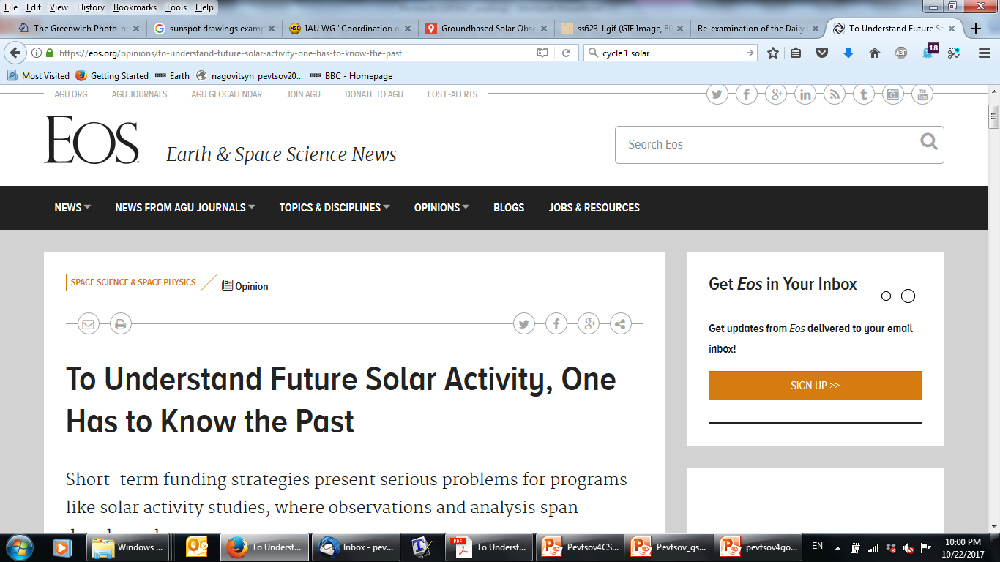 File Edit View History Bookmarks Tools Help
The Greenwich Photo-he
sunspot drawings examp
IAU WG "Coordination o
Groundbased Solar Obse
ss623-l.gif (GIF Image, 80
Re-examination of the Daily
To Understand Future So
https://eos.org/opinions/to-understand-future-solar-activity-one-has-to-know-the-past
cycle 1 solar
ABP
18
Most Visited Getting Started Earth nagovitsyn_pevtsov20... BBC - Homepage
AGU.ORG AGU JOURNALS AGU GEOCALENDAR JOIN AGU DONATE TO AGU EOS E-ALERTS
Eos
Earth & Space Science News
Search Eos
NEWS NEWS FROM AGU JOURNALS TOPICS & DISCIPLINES OPINIONS BLOGS JOBS & RESOURCES
SPACE SCIENCE & SPACE PHYSICS
Opinion
To Understand Future Solar Activity, One
Has to Know the Past
Short-term funding strategies present serious problems for programs
like solar activity studies, where observations and analysis span
Get Eos in Your Inbox
Get updates from Eos delivered to your email
inbox!
SIGN UP >>
Windows ...
To Underst...
Inbox - pev...
To Underst...
Pevtsov4CS...
Pevtsov_gs...
pevtsov4go...
EN
10:00 PM
10/22/2017